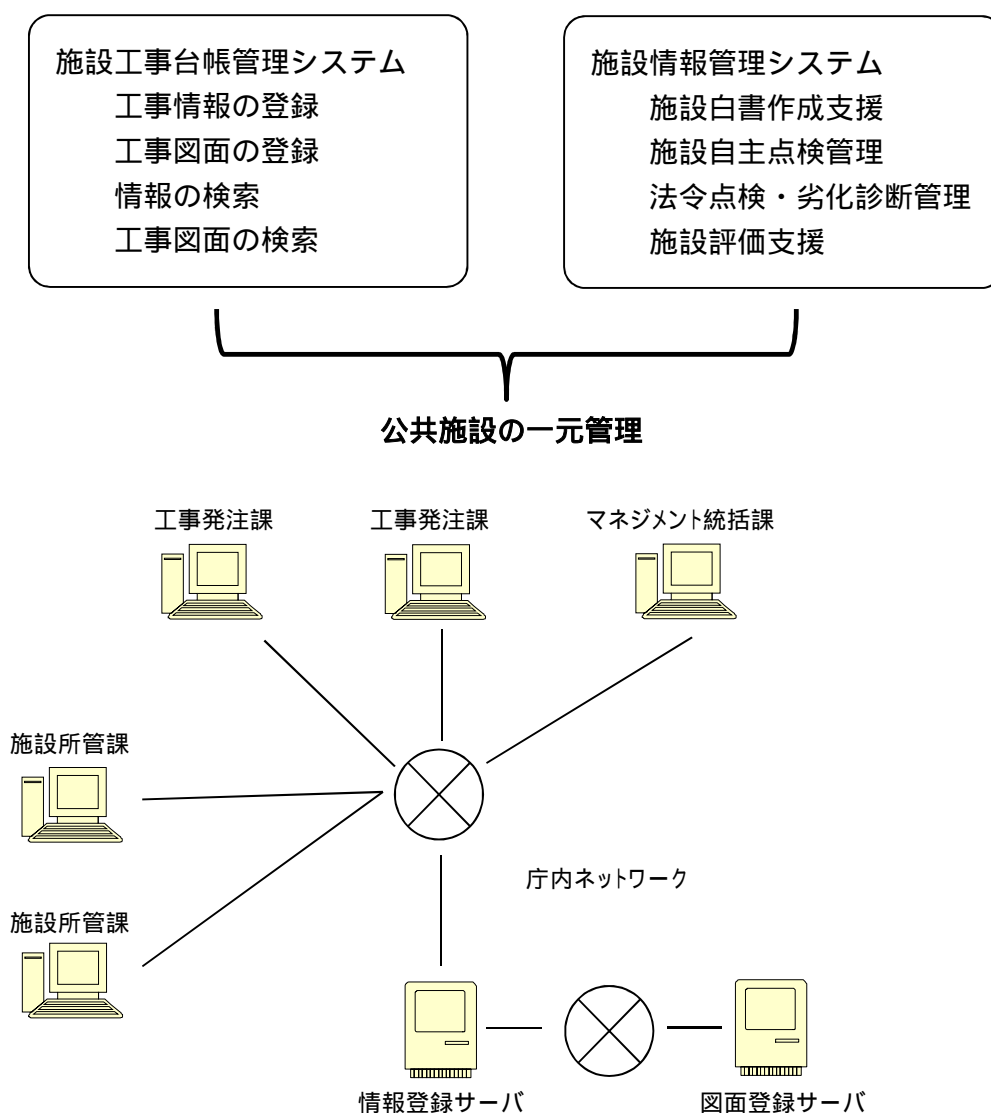 施設工事台帳管理システム
工事情報の登録
工事図面の登録
情報の検索
工事図面の検索
施設情報管理システム
施設白書作成支援
施設自主点検管理
法令点検・劣化診断管理
施設評価支援
公共施設の一元管理
工事発注課
工事発注課
マネジメント統括課
施設所管課
施設所管課
庁内ネットワーク
情報登録サーバ
図面登録サーバ